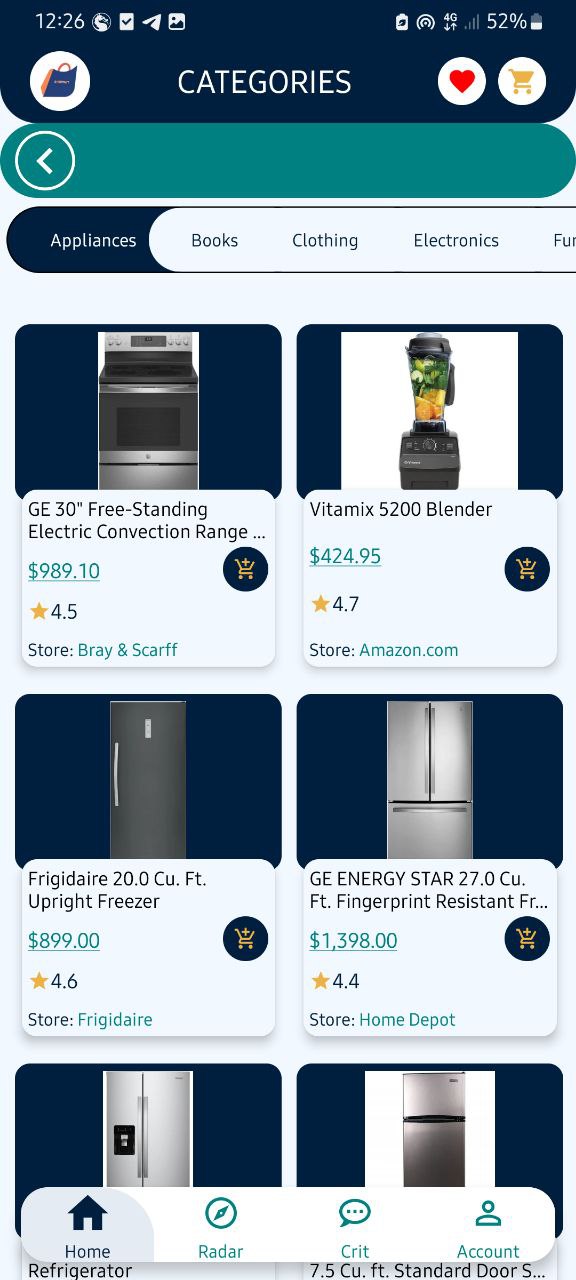 12:26
4G
52%
CATEGORIES
Appliances
Books
Clothing
Electronics
Fur
GE 30" Free-Standing
Electric Convection Range ...
$989.10
4.5
Store: Bray & Scarff
Vitamix 5200 Blender
$424.95
4.7
Store: Amazon.com
Frigidaire 20.0 Cu. Ft.
Upright Freezer
$899.00
4.6
Store: Frigidaire
GE ENERGY STAR 27.0 Cu.
Ft. Fingerprint Resistant Fr...
$1,398.00
4.4
Store: Home Depot
Home
Radar
Crit
Account
Refrigerator
7.5 Cu. ft. Standard Door S...